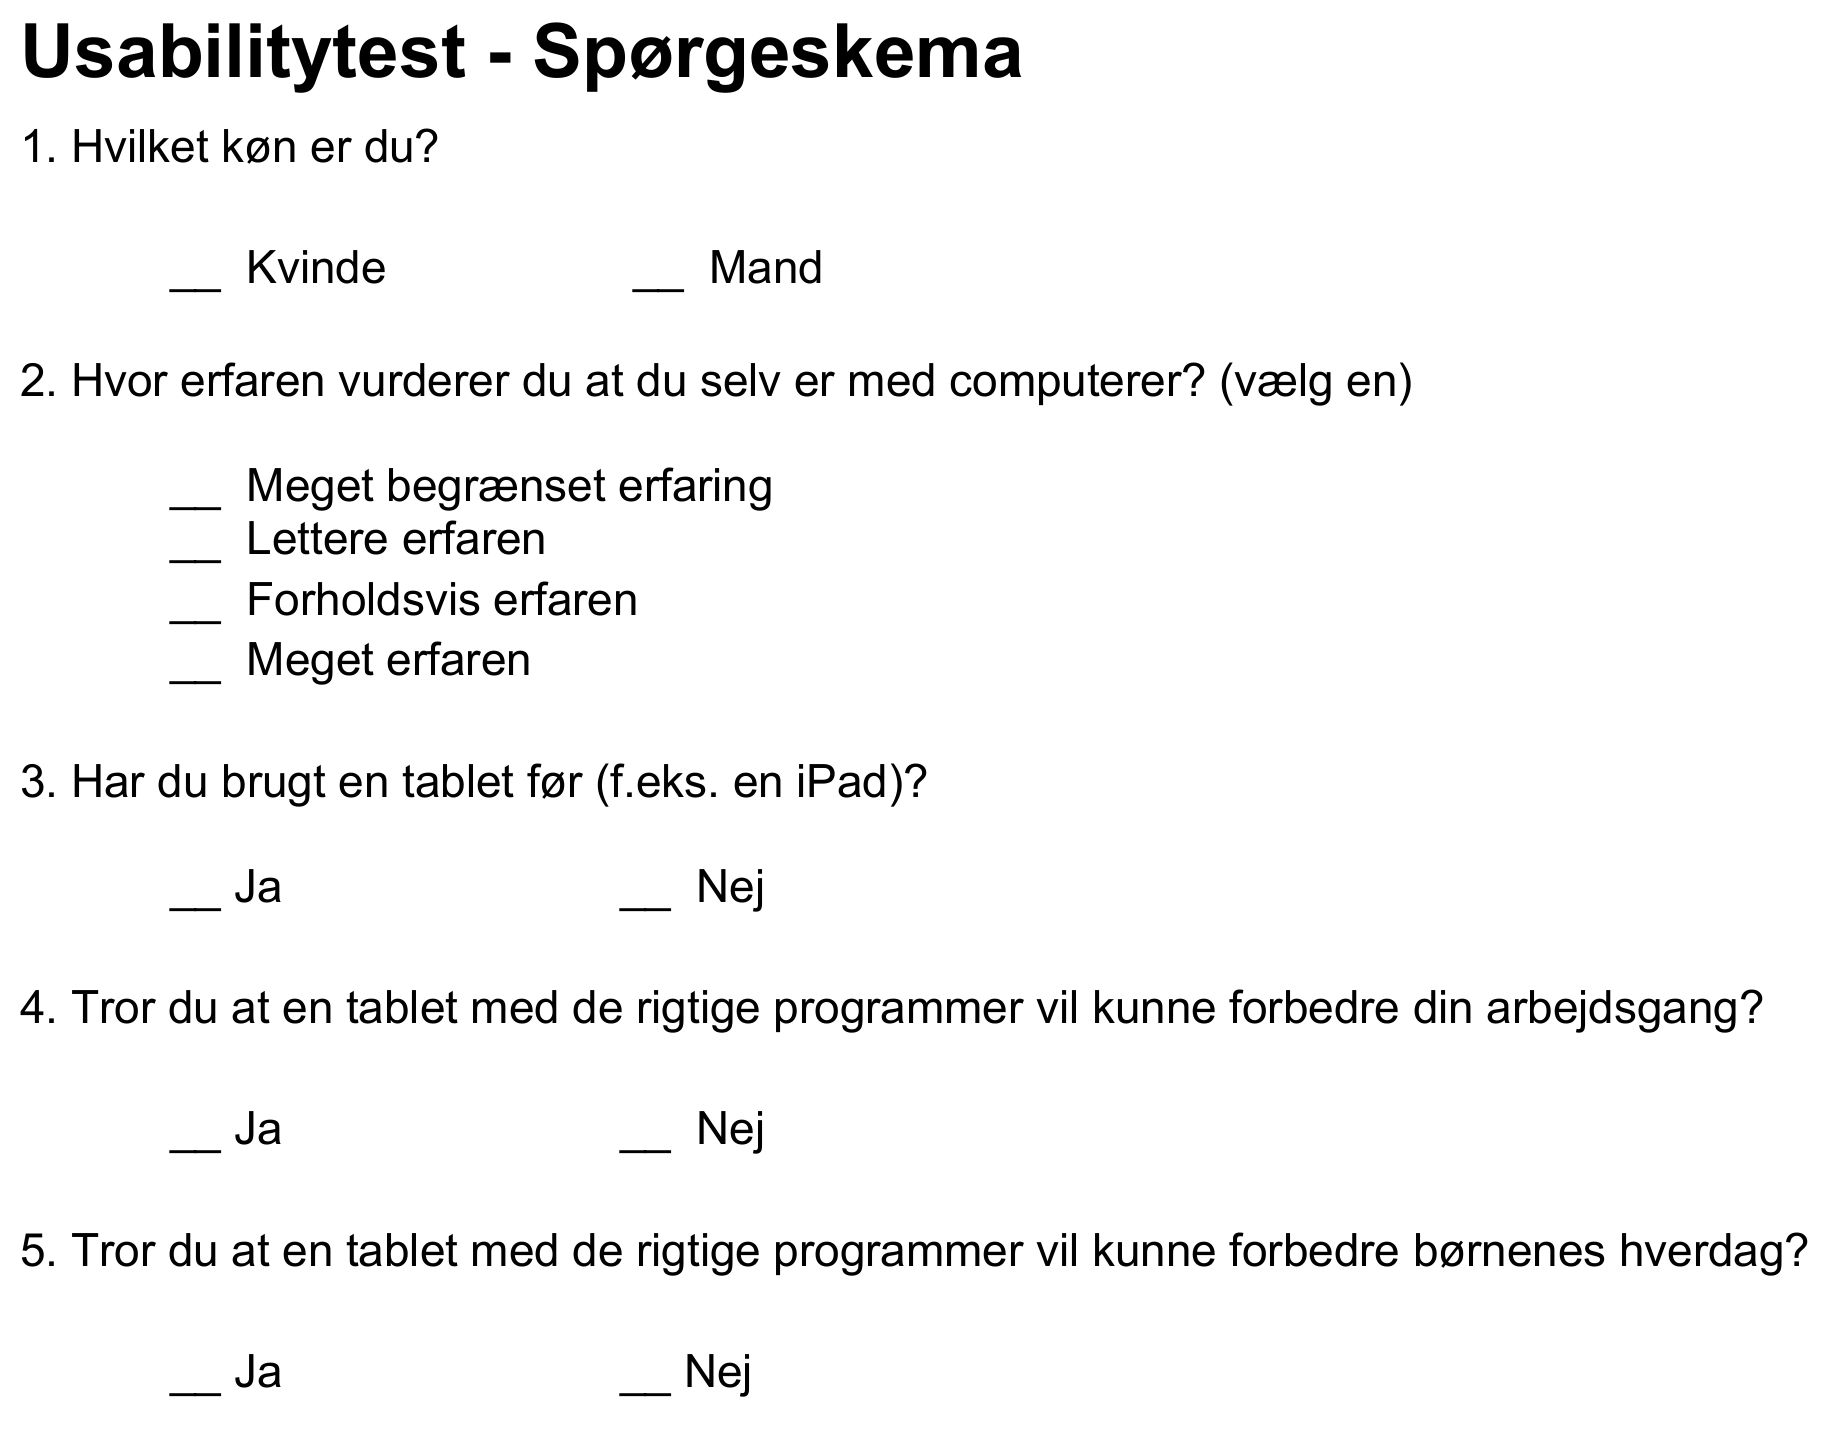 Usabilitytest - Spørgeskema
1. Hvilket køn er du?
__ Kvinde __ Mand
2. Hvor erfaren vurderer du at du selv er med computerer? (vælg en)
__ Meget begrænset erfaring
__ Lettere erfaren
__ Forholdsvis erfaren
__ Meget erfaren
3. Har du brugt en tablet før (f.eks. en iPad)?
__ Ja __ Nej
4. Tror du at en tablet med de rigtige programmer vil kunne forbedre din arbejdsgang?
__ Ja __ Nej
5. Tror du at en tablet med de rigtige programmer vil kunne forbedre børnenes hverdag?
__ Ja __ Nej